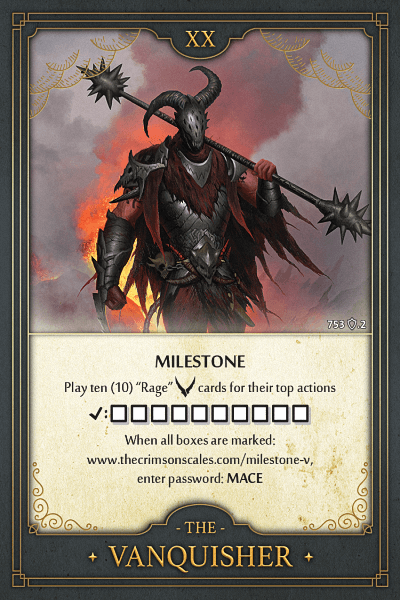 XX
753 .2
MILESTONE
Play ten (10) “Rage” cards for their top actions
✓:□□□□□□□□□□
When all boxes are marked:
www.thecrimsonscales.com/milestone-v,
enter password: MACE
- THE -
VANQUISHER